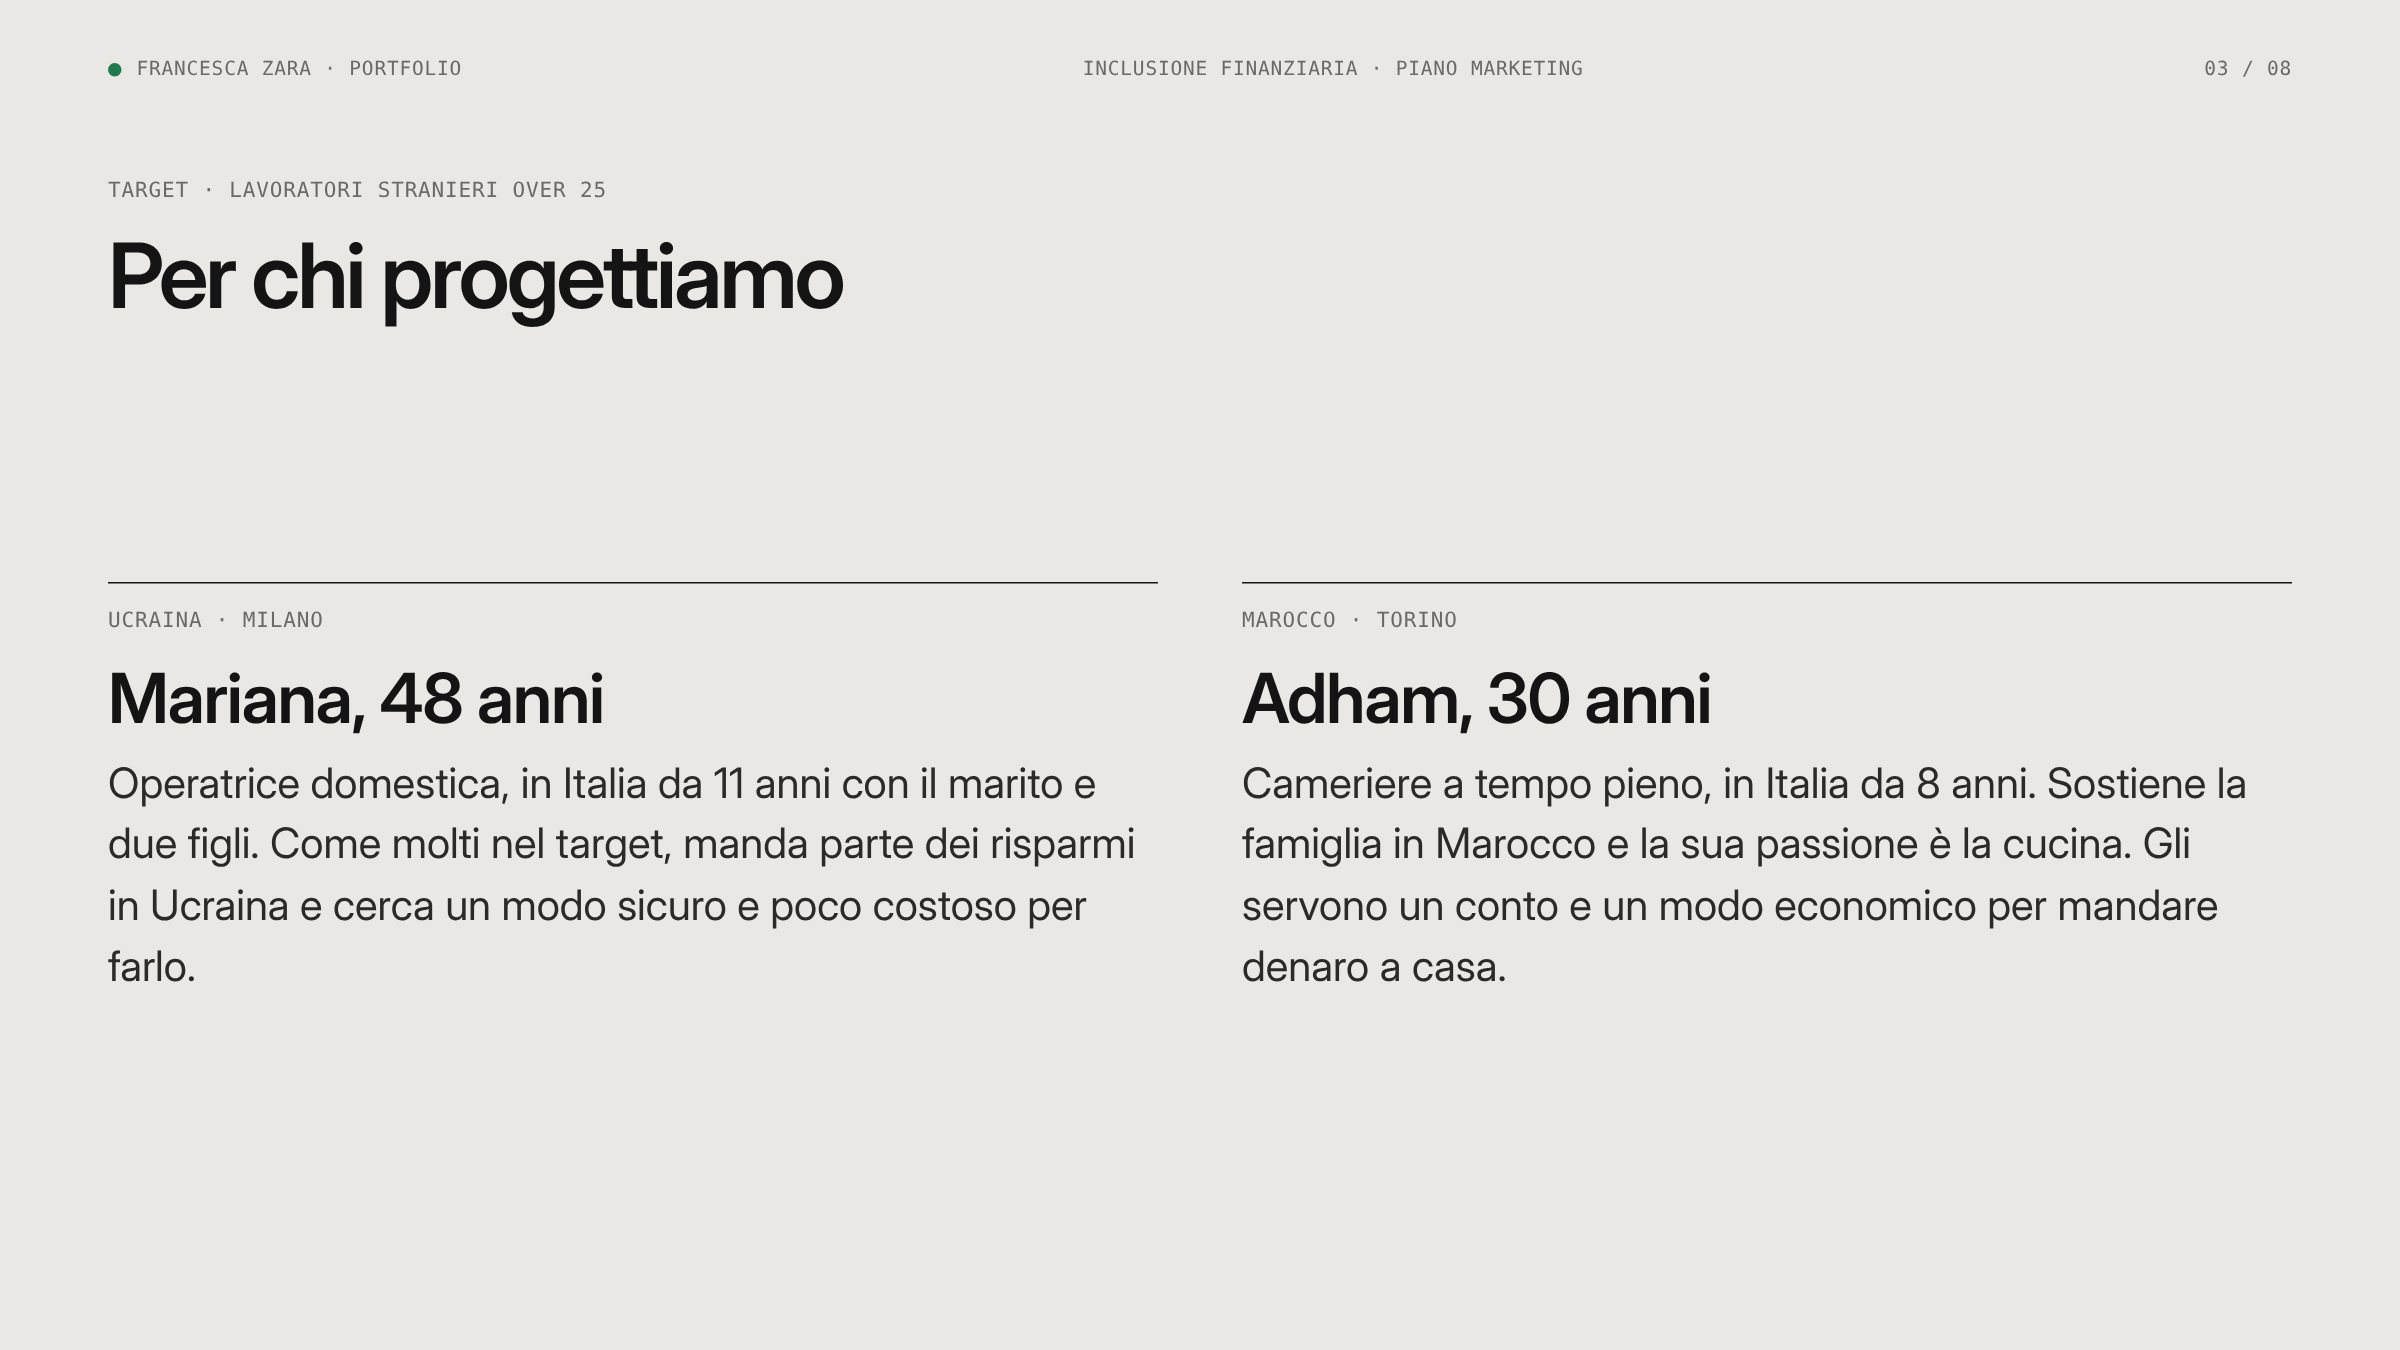 FRANCESCA ZARA · PORTFOLIO
INCLUSIONE FINANZIARIA · PIANO MARKETING
03 / 08
TARGET · LAVORATORI STRANIERI OVER 25
Per chi progettiamo
UCRAINA · MILANO
Mariana, 48 anni
Operatrice domestica, in Italia da 11 anni con il marito e
due figli. Come molti nel target, manda parte dei risparmi
in Ucraina e cerca un modo sicuro e poco costoso per
farlo.
MAROCCO · TORINO
Adham, 30 anni
Cameriere a tempo pieno, in Italia da 8 anni. Sostiene la
famiglia in Marocco e la sua passione è la cucina. Gli
servono un conto e un modo economico per mandare
denaro a casa.